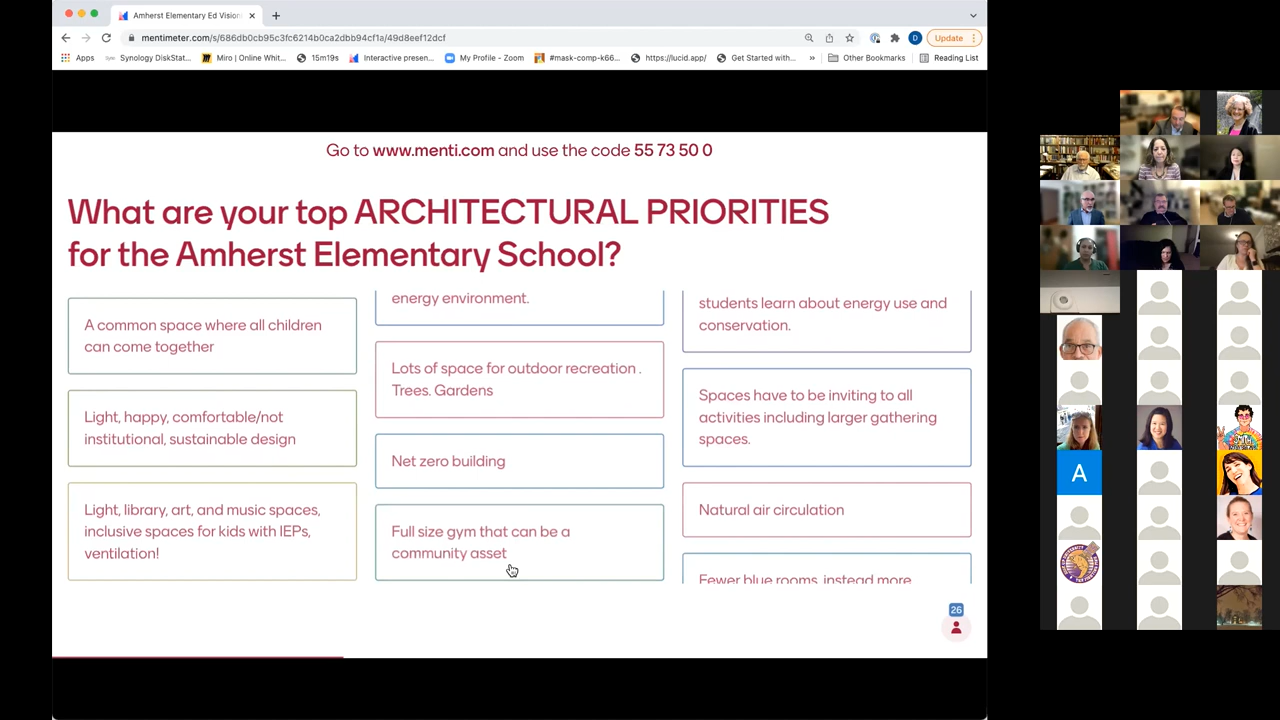 Amherst Elementary Ed Vision
mentimeter.com/s/686db0cb95c3fc6214b0ca2dbb94cf1a/49d8eef12dcf
Update
Apps
Synology DiskStat...
Miro | Online Whit...
15m19s
Interactive presen...
My Profile - Zoom
#mask-comp-k66...
https://lucid.app/
Get Started with...
»
Other Bookmarks
Reading List
Go to www.menti.com and use the code 55 73 50 0
What are your top ARCHITECTURAL PRIORITIES
for the Amherst Elementary School?
A common space where all children
can come together
Light, happy, comfortable/not
institutional, sustainable design
Light, library, art, and music spaces,
inclusive spaces for kids with IEPs,
ventilation!
energy environment.
Lots of space for outdoor recreation .
Trees. Gardens
Net zero building
Full size gym that can be a
community asset
students learn about energy use and
conservation.
Spaces have to be inviting to all
activities including larger gathering
spaces.
Natural air circulation
Fewer blue rooms, instead more
26
D
A